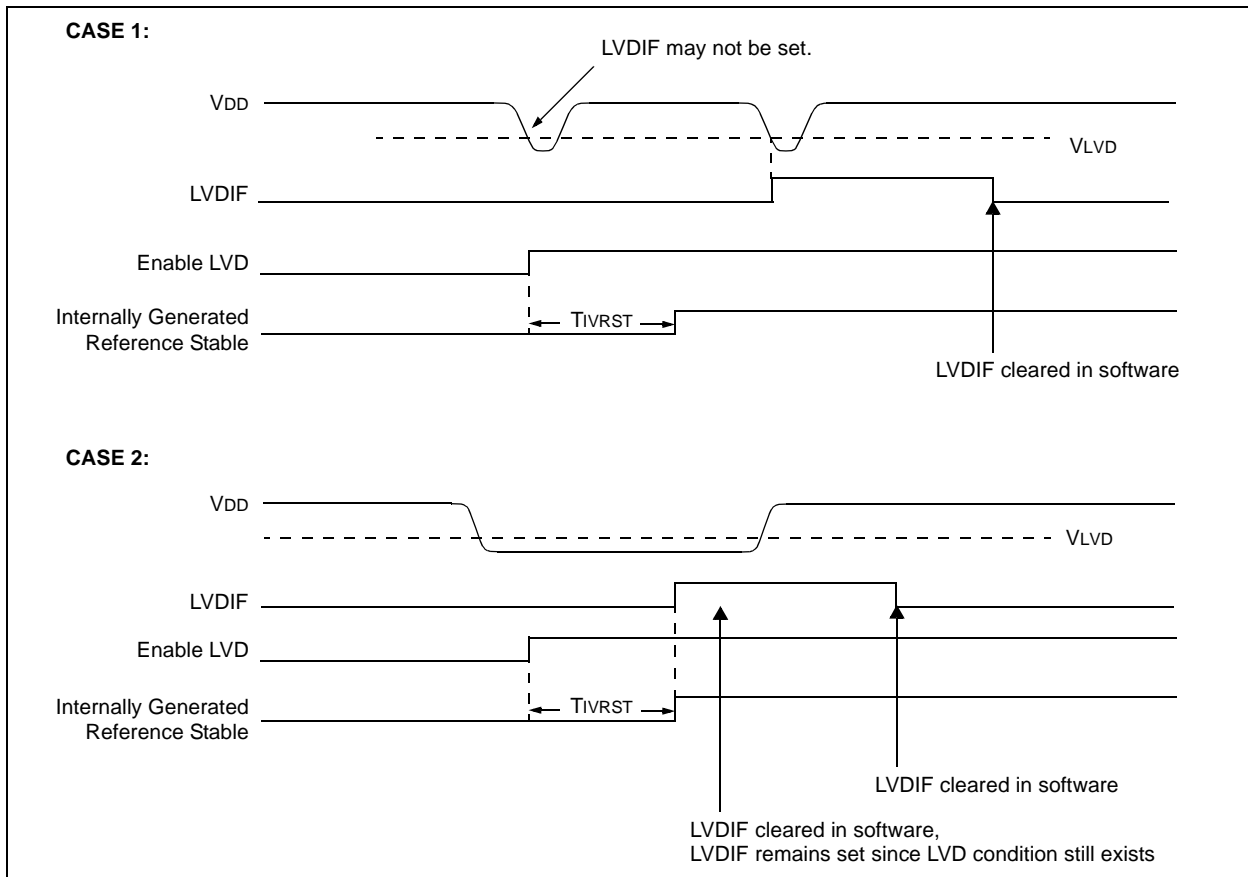 CASE 1:
LVDIF may not be set.
VDD
VLVD
LVDIF
Enable LVD
Internally Generated
Reference Stable
TIVRST
LVDIF cleared in software
CASE 2:
VDD
VLVD
LVDIF
Enable LVD
Internally Generated
Reference Stable
TIVRST
LVDIF cleared in software
LVDIF cleared in software,
LVDIF remains set since LVD condition still exists